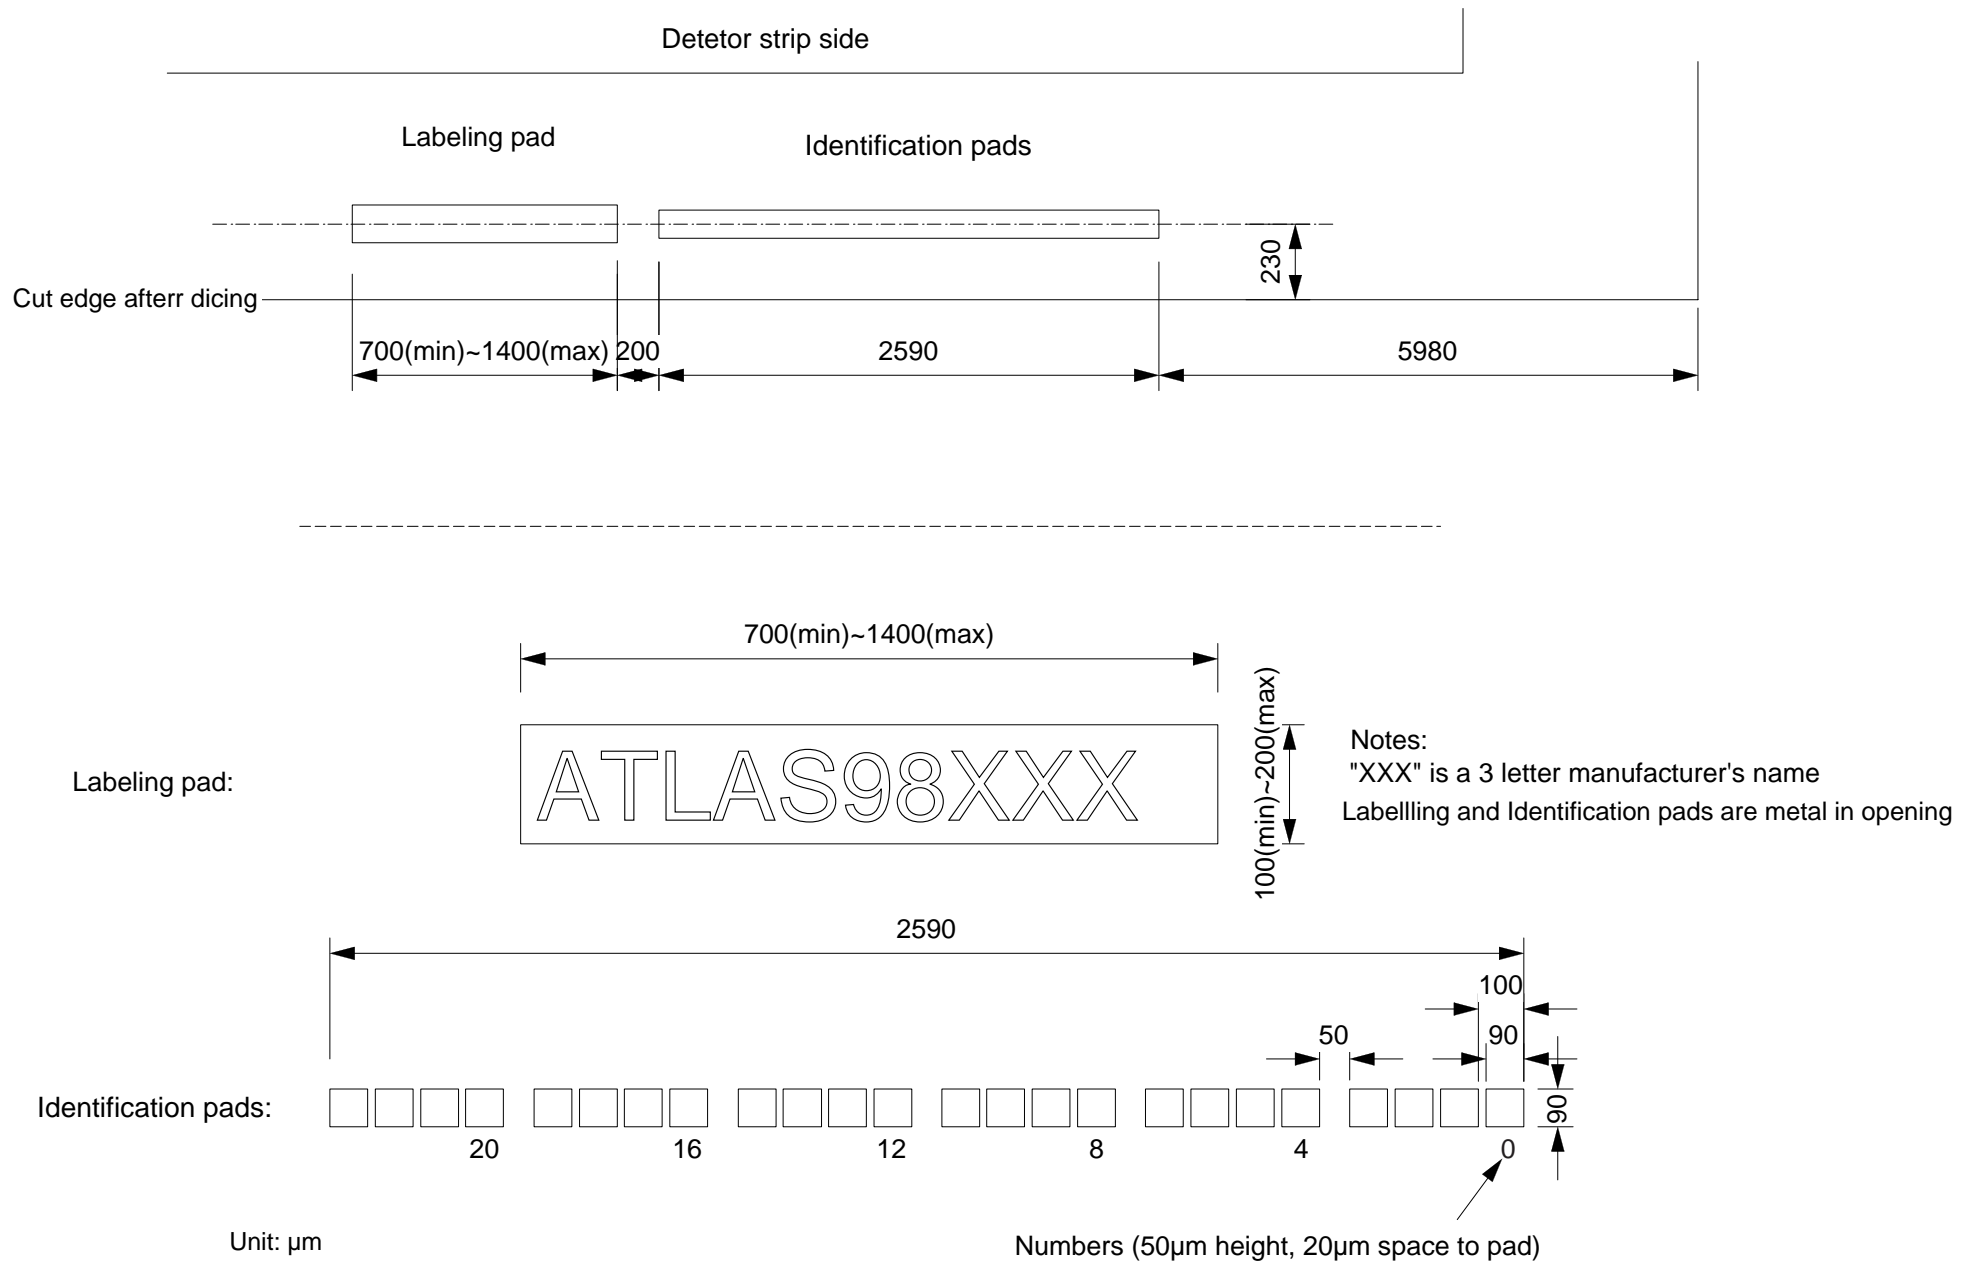 Detetor strip side
Labeling pad
Identification pads
230
Cut edge afterr dicing
700(min)~1400(max) 200 2590 5980
700(min)~1400(max)
100(min)~200(max)
Labeling pad:
ATLAS98XXX
Notes:
"XXX" is a 3 letter manufacturer's name
Labellling and Identification pads are metal in opening
2590
100
50
90
Identification pads:
90
20 16 12 8 4 0
Unit: µm
Numbers (50µm height, 20µm space to pad)